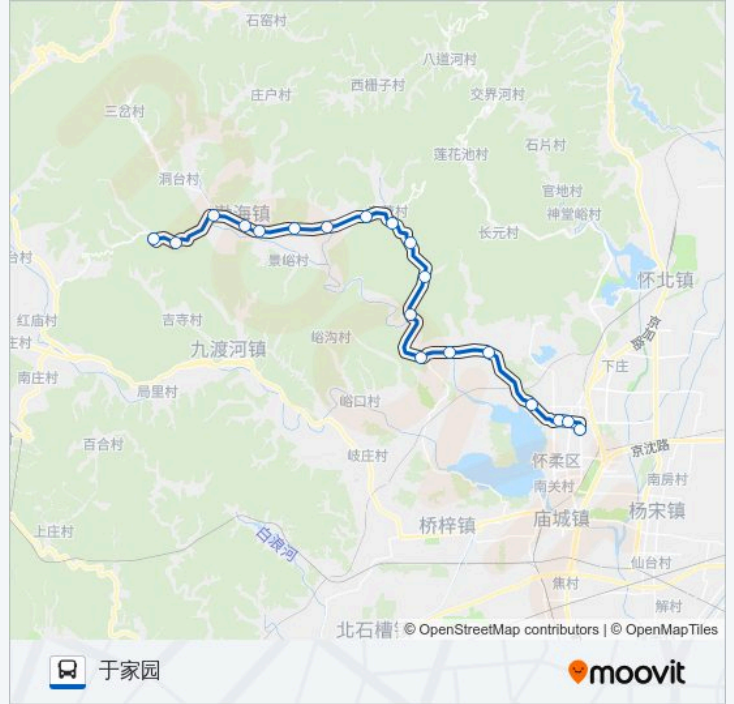 石窑村
八道河村
西栅子村
庄户村
交界河村
三岔村
石片村
莲花池村
洞台村
官地村
渤海镇
神堂峪村
长元村
台村
景峪村
怀北镇
红庙村
吉寺村
京加路
庄村
峪沟村
九渡河镇
下庄
南庄村
局里村
峪口村
百合村
京沈路
岐庄村
怀柔区
南房村
南关村
杨宋镇
庙城镇
桥梓镇
上庄村
白浪河
仙台村
焦村
解村
北石槽
© OpenStreetMap contributors | © OpenMapTiles
于家园
moovit